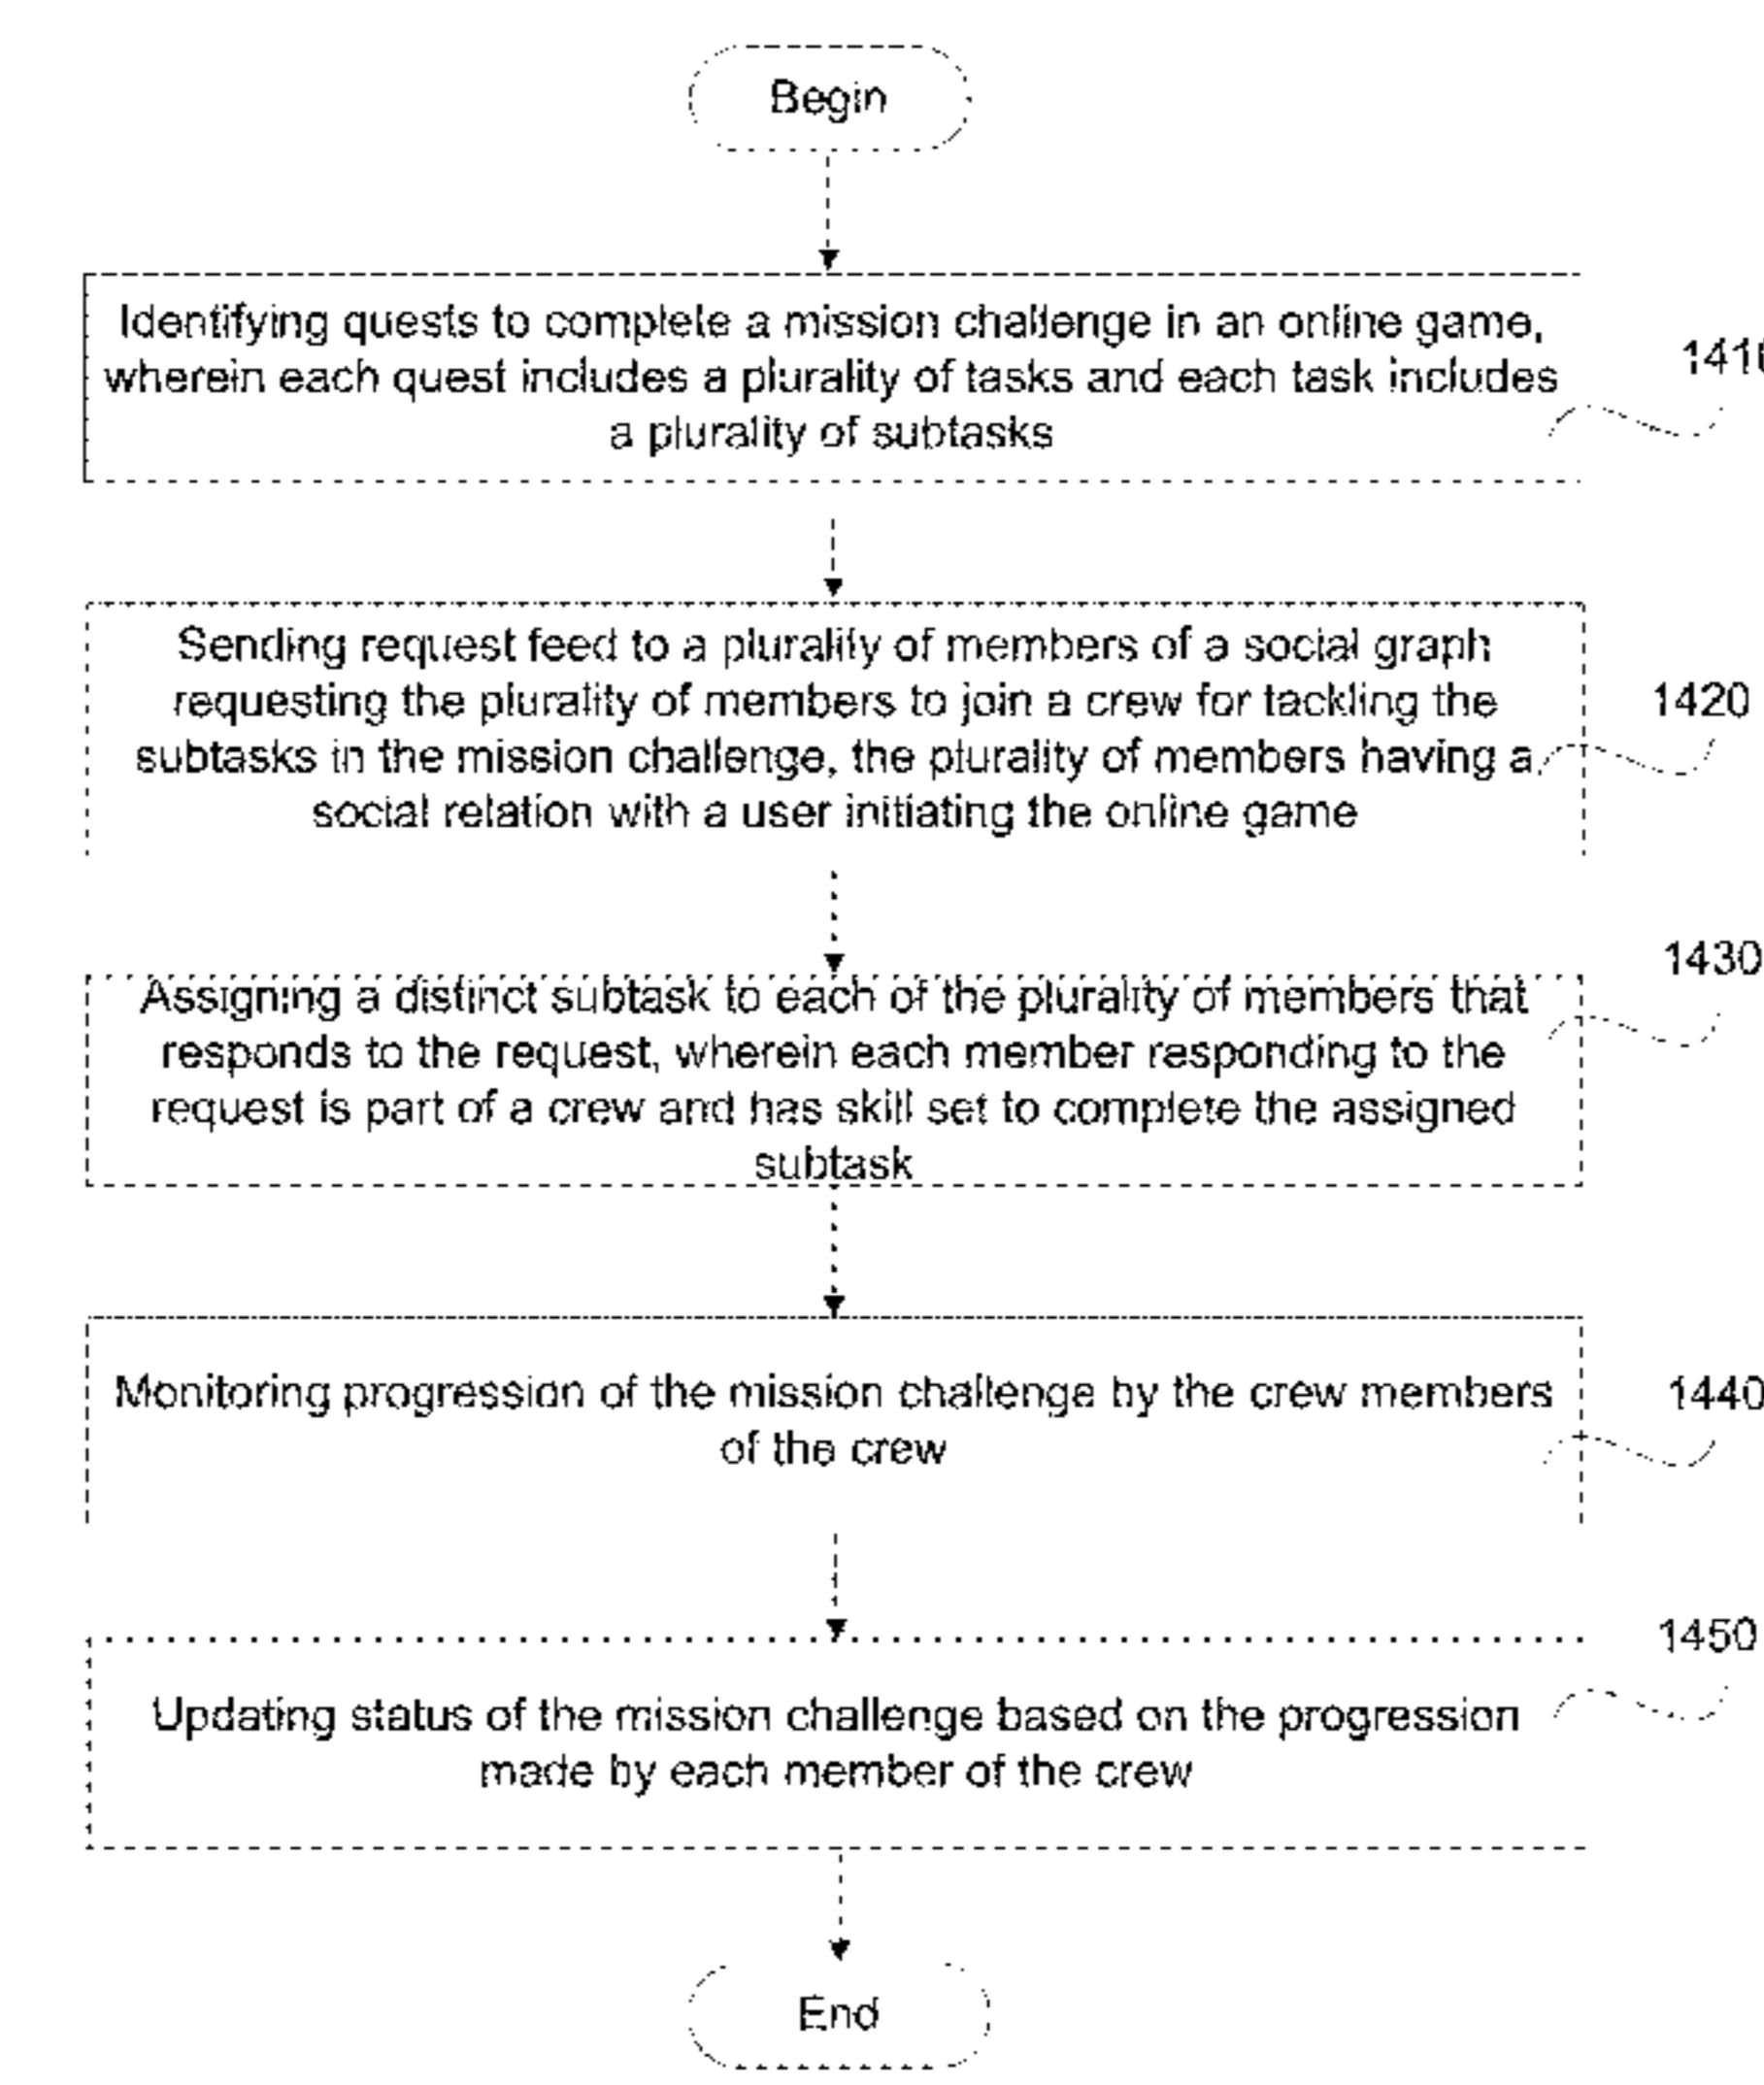 Begin
Identifying quests to complete a mission challenge in an online game,
wherein each quest includes a plurality of tasks and each task includes
a plurality of subtasks
1410
Sending request feed to a plurality of members of a social graph
requesting the plurality of members to join a crew for tackling the
subtasks in the mission challenge, the plurality of members having a
social relation with a user initiating the online game
1420
1430
Assigning a distinct subtask to each of the plurality of members that
responds to the request, wherein each member responding to the
request is part of a crew and has skill set to complete the assigned
subtask
Monitoring progression of the mission challenge by the crew members
of the crew
1440
1450
Updating status of the mission challenge based on the progression
made by each member of the crew
End